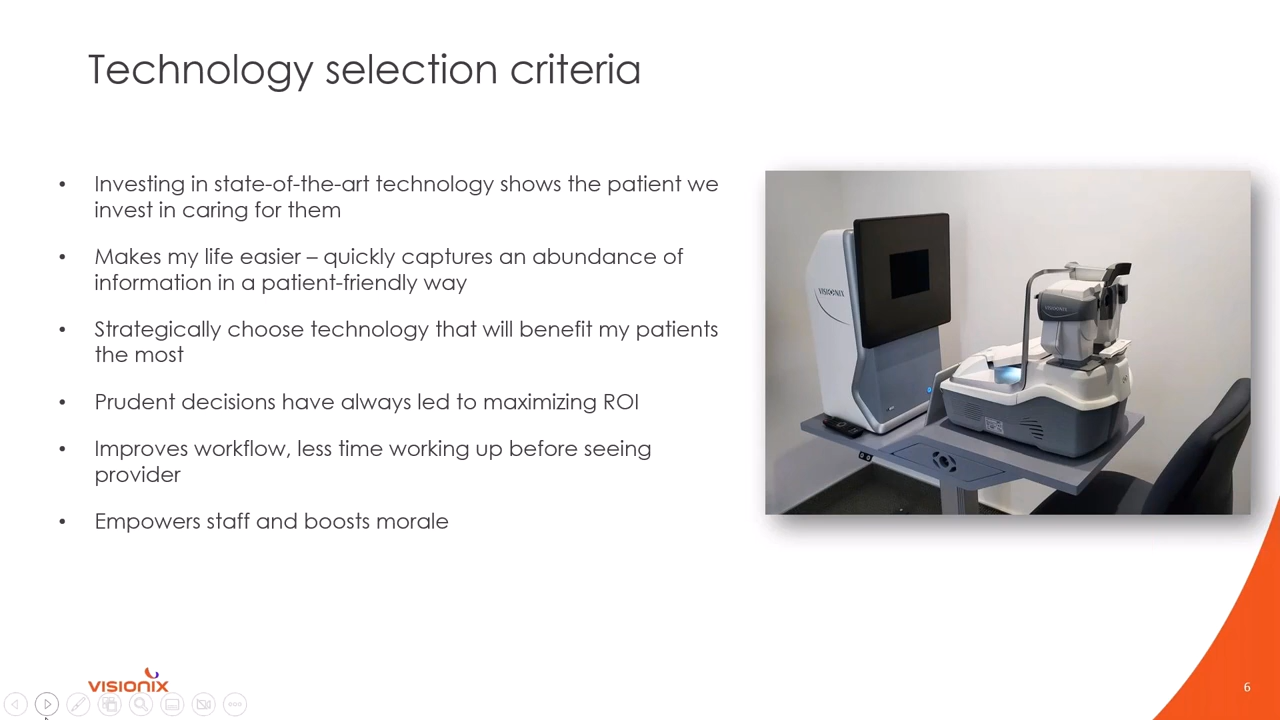 Technology selection criteria
• Investing in state-of-the-art technology shows the patient we
invest in caring for them
• Makes my life easier – quickly captures an abundance of
information in a patient-friendly way
• Strategically choose technology that will benefit my patients
the most
• Prudent decisions have always led to maximizing ROI
• Improves workflow, less time working up before seeing
provider
• Empowers staff and boosts morale
VISIONIX
VISIONIX
VISIONIX
6